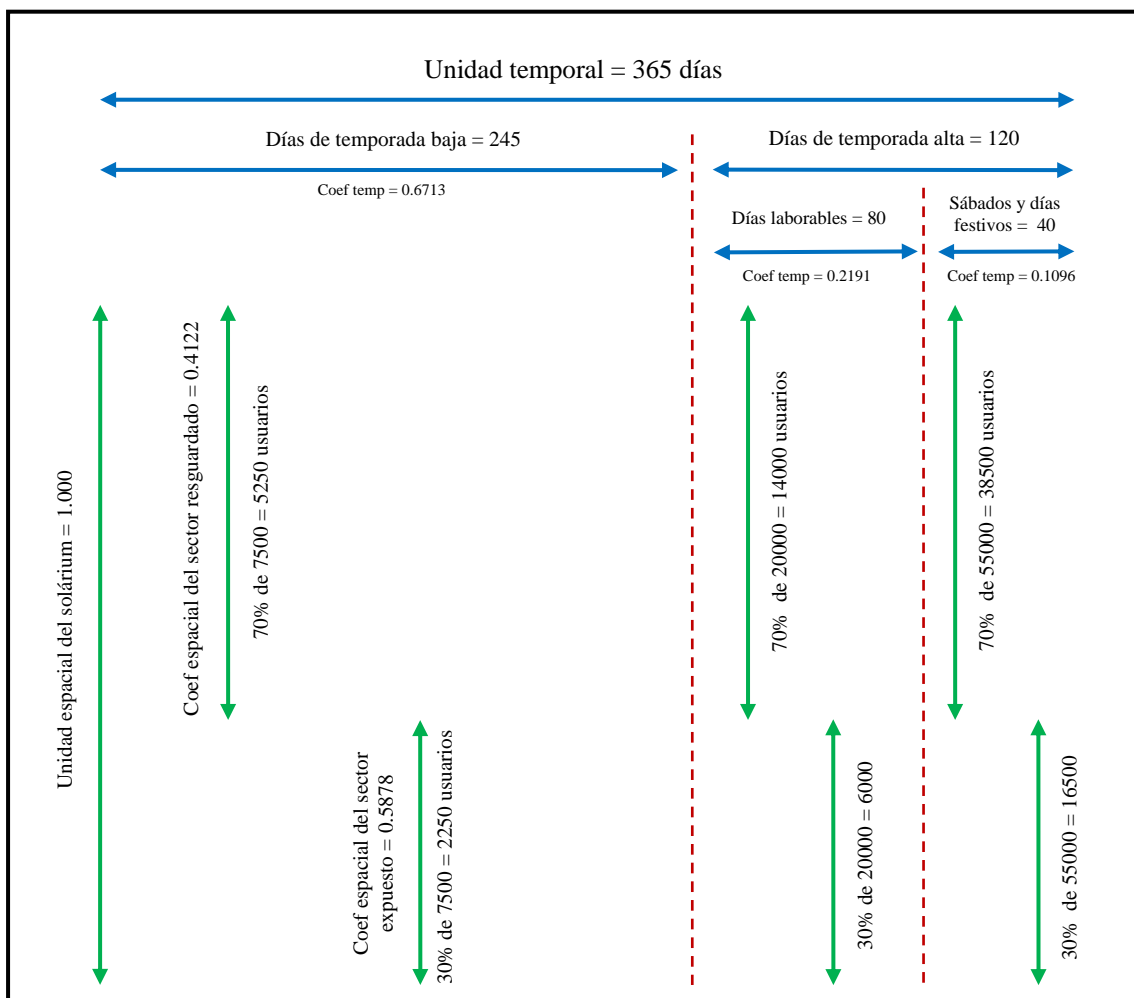 Unidad temporal = 365 días
Días de temporada baja = 245
Días de temporada alta = 120
Coef temp = 0.6713
Días laborables = 80
Sábados y días
festivos =  40
Coef temp = 0.2191
Coef temp = 0.1096
Unidad espacial del solárium = 1.000
Coef espacial del sector resguardado = 0.4122
70% de 7500 = 5250 usuarios
70%  de 20000 = 14000 usuarios
70%  de 55000 = 38500 usuarios
Coef espacial del sector
expuesto = 0.5878
30% de 7500 = 2250 usuarios
30% de 20000 = 6000
30%  de 55000 = 16500